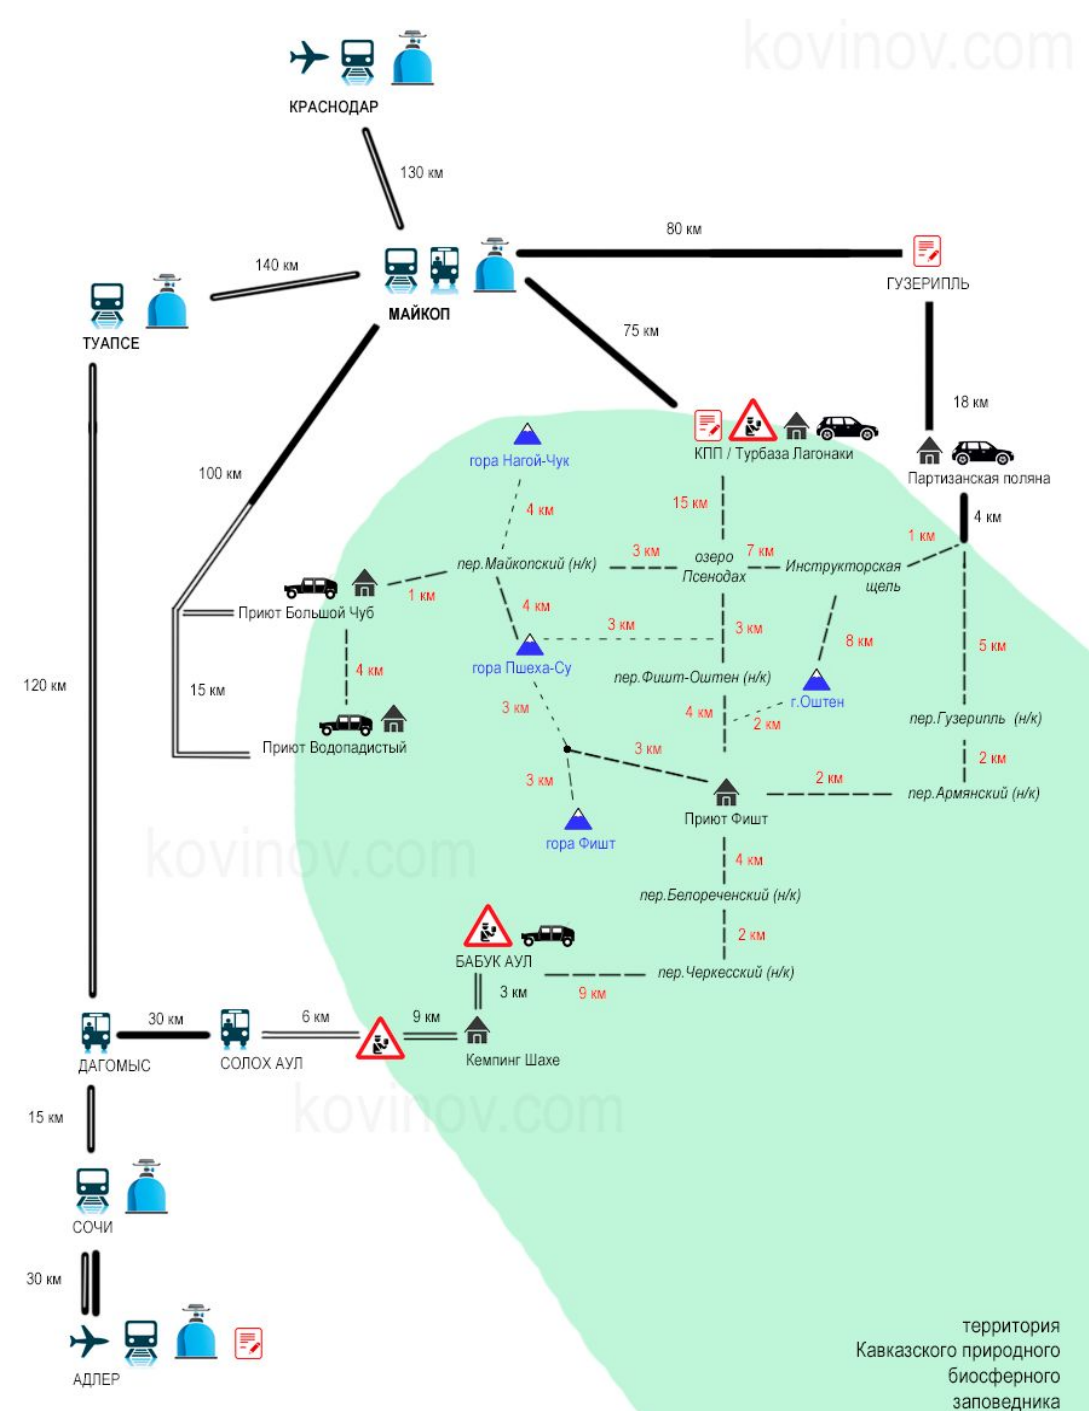 kovinov.com
КРАСНОДАР
130 км
80 км
140 км
ГУЗЕРИПЛЬ
МАЙКОП
75 км
ТУАПСЕ
18 км
КПП / Турбаза Лагонаки
гора Нагой-Чук
100 км
Партизанская поляна
15 км
4 км
4 км
1 км
3 км
озеро
7 км
пер.Майкопский (н/к)
Псенодах
Инструкторская
щель
1 км
Приют Большой Чуб
4 км
3 км
3 км
8 км
5 км
гора Пшеха-Су
4 км
пер.Фишт-Оштен (н/к)
120 км
15 км
3 км
4 км
г.Оштен
2 км
пер.Гузерипль (н/к)
Приют Водопадистый
3 км
2 км
3 км
2 км
пер.Армянский (н/к)
Приют Фишт
гора Фишт
kovinov.com
4 км
пер.Белореченский (н/к)
2 км
БАБУК АУЛ
пер.Черкесский (н/к)
3 км
9 км
30 км
6 км
9 км
ДАГОМЫС
СОЛОХ АУЛ
Кемпинг Шахе
kovinov.com
15 км
СОЧИ
30 км
АДЛЕР
территория
Кавказского природного
биосферного
заповедника